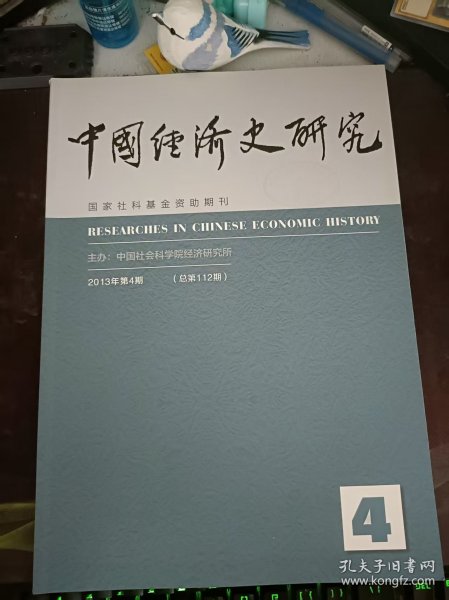 中國經濟史研究
国家社科基金资助期刊
RESEARCHES IN CHINESE ECONOMIC HISTORY
主办：中国社会科学院经济研究所
2013年第4期 （总第112期）
4
孔夫子旧书网
www.kongfz.com